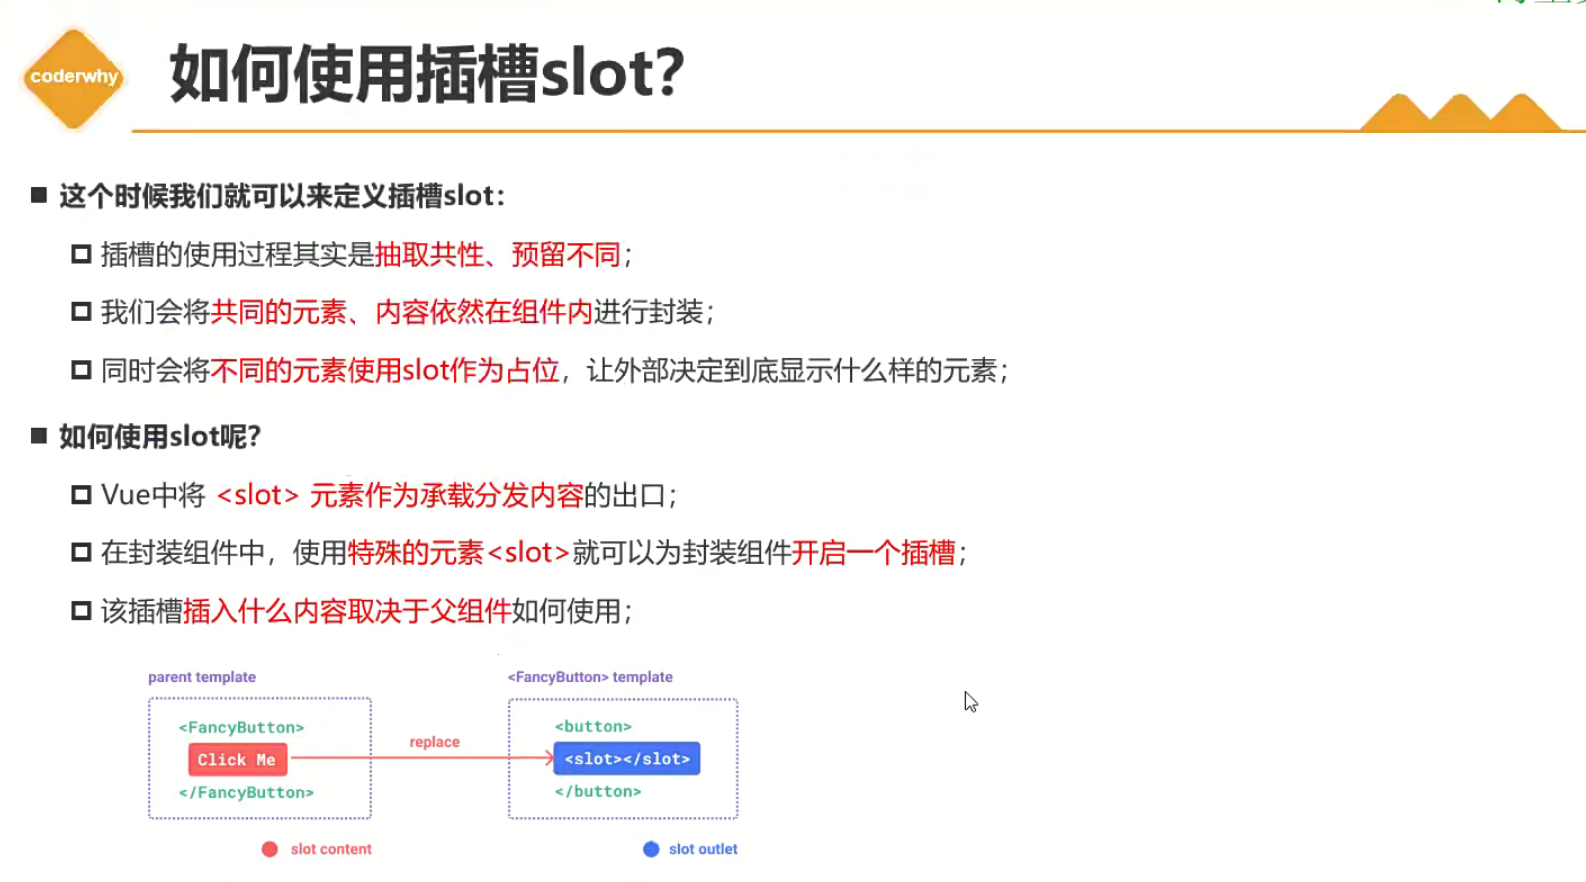 coderwhy
如何使用插槽slot？
这个时候我们就可以来定义插槽slot：
插槽的使用过程其实是抽取共性、预留不同；
我们会将共同的元素、内容依然在组件内进行封装；
同时会将不同的元素使用slot作为占位，让外部决定到底显示什么样的元素；
如何使用slot呢？
Vue中将 <slot> 元素作为承载分发内容的出口；
在封装组件中，使用特殊的元素<slot>就可以为封装组件开启一个插槽；
该插槽插入什么内容取决于父组件如何使用；
parent template
<FancyButton>
Click Me
</FancyButton>
slot content
replace
<FancyButton> template
<button>
<slot></slot>
</button>
slot outlet